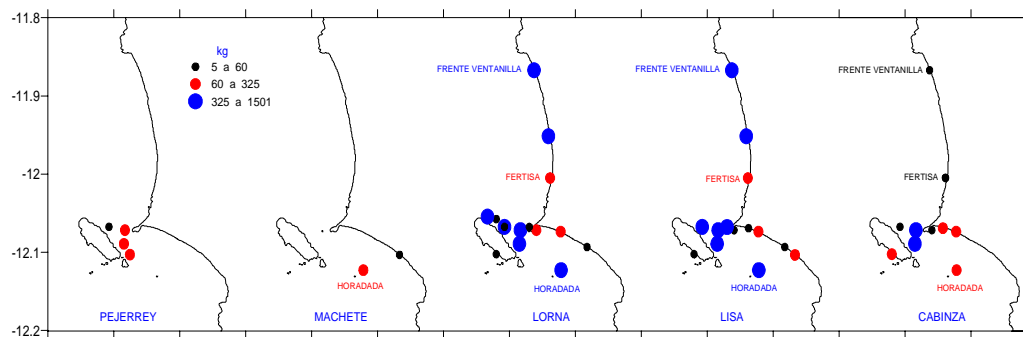 -11.8
-11.9
-12
-12.1
-12.2
kg
5 a 60
60 a 325
325 a 1501
PEJERREY
HORADADA
MACHETE
FRENTE VENTANILLA
FERTISA
HORADADA
LORNA
FRENTE VENTANILLA
FERTISA
HORADADA
LISA
FRENTE VENTANILLA
FERTISA
HORADADA
CABINZA